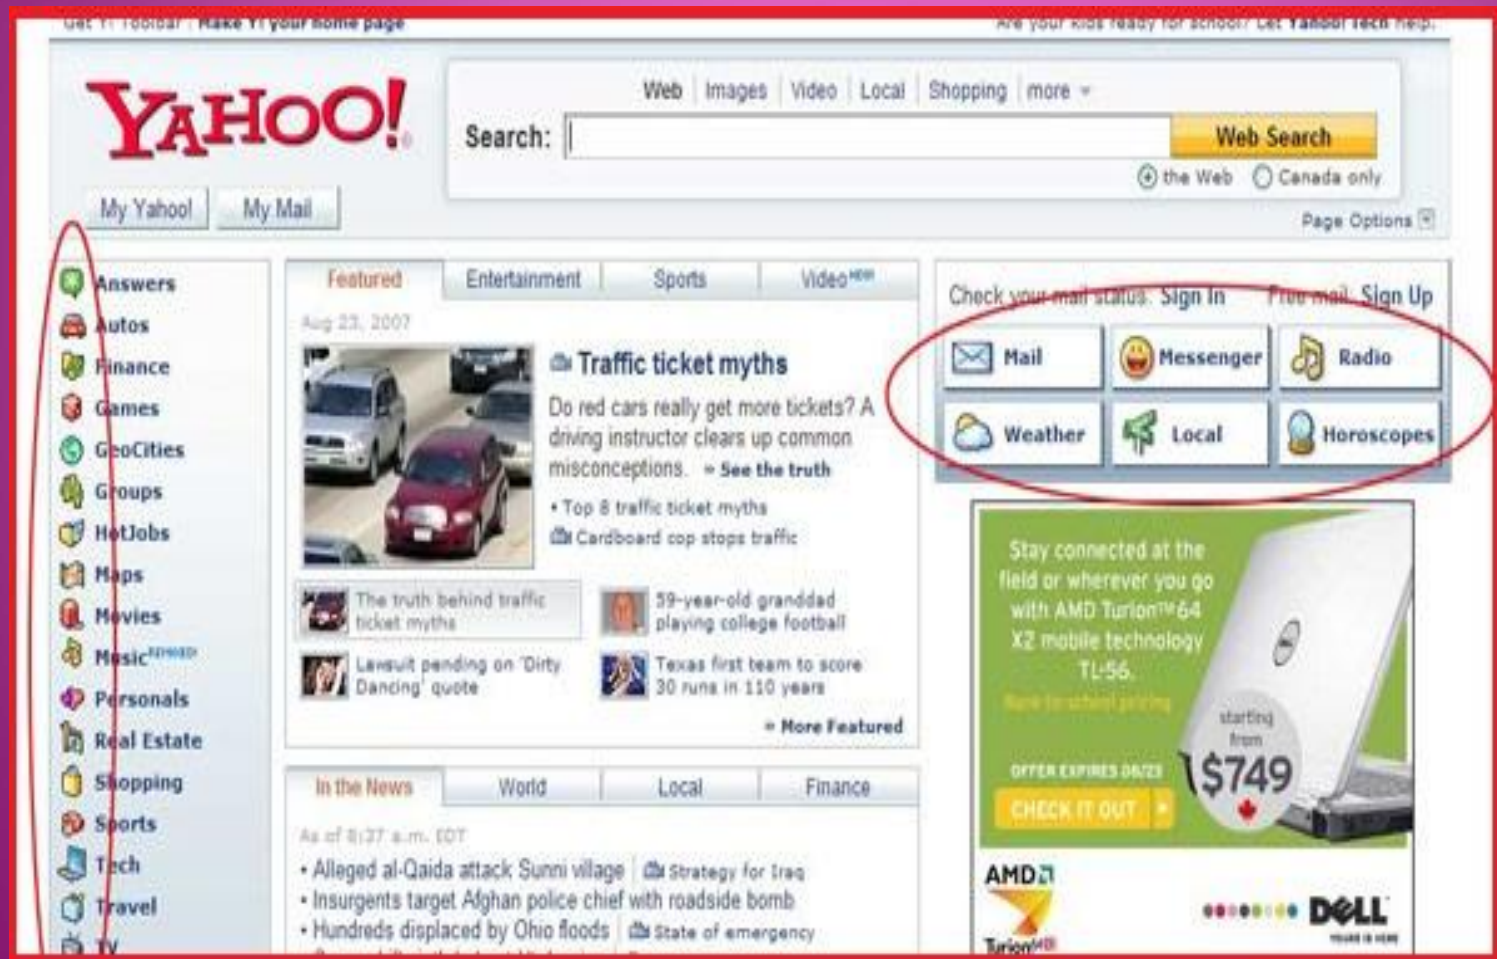 Get Y! Toolbar | Make Y! your home page
Are your kids ready for school? Let Yahoo! Tech help.
YAHOO!
Web | Images | Video | Local | Shopping | more
Search:
Web Search
the Web Canada only
My Yahoo! My Mail
Page Options
Answers
Autos
Finance
Games
GeoCities
Groups
HotJobs
Maps
Movies
Music
Personals
Real Estate
Shopping
Sports
Tech
Travel
TV
Featured Entertainment Sports Video
Aug 23, 2007
Traffic ticket myths
Do red cars really get more tickets? A
driving instructor clears up common
misconceptions. » See the truth
• Top 8 traffic ticket myths
Cardboard cop stops traffic
The truth behind traffic
ticket myths
59-year-old granddad
playing college football
Lawsuit pending on 'Dirty
Dancing' quote
Texas first team to score
30 runs in 110 years
» More Featured
In the News World Local Finance
As of 8:37 a.m. EDT
• Alleged al-Qaida attack Sunni village | Strategy for Iraq
• Insurgents target Afghan police chief with roadside bomb
• Hundreds displaced by Ohio floods | State of emergency
Check your mail status: Sign In Free mail: Sign Up
Mail
Messenger
Radio
Weather
Local
Horoscopes
Stay connected at the
field or wherever you go
with AMD Turion™ 64
X2 mobile technology
TL-56.
Back-to-school pricing
starting
from
$749
OFFER EXPIRES 08/23
CHECK IT OUT
AMD
Turion 64
DELL
YOURS IS HERE